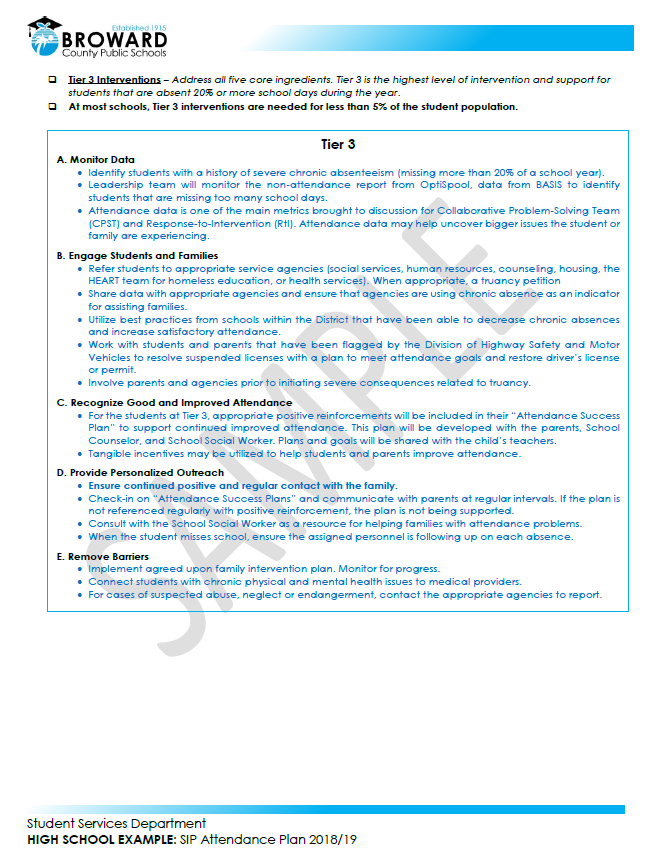 Established 1915
BROWARD
County Public Schools
❑ Tier 3 Interventions – Address all five core ingredients. Tier 3 is the highest level of intervention and support for
students that are absent 20% or more school days during the year.
❑ At most schools, Tier 3 interventions are needed for less than 5% of the student population.
Tier 3
A. Monitor Data
• Identify students with a history of severe chronic absenteeism (missing more than 20% of a school year).
• Leadership team will monitor the non-attendance report from OptiSpool, data from BASIS to identify
students that are missing too many school days.
• Attendance data is one of the main metrics brought to discussion for Collaborative Problem-Solving Team
(CPST) and Response-to-Intervention (RtI). Attendance data may help uncover bigger issues the student or
family are experiencing.
B. Engage Students and Families
• Refer students to appropriate service agencies (social services, human resources, counseling, housing, the
HEART team for homeless education, or health services). When appropriate, a truancy petition
• Share data with appropriate agencies and ensure that agencies are using chronic absence as an indicator
for assisting families.
• Utilize best practices from schools within the District that have been able to decrease chronic absences
and increase satisfactory attendance.
• Work with students and parents that have been flagged by the Division of Highway Safety and Motor
Vehicles to resolve suspended licenses with a plan to meet attendance goals and restore driver's license
or permit.
• Involve parents and agencies prior to initiating severe consequences related to truancy.
C. Recognize Good and Improved Attendance
• For the students at Tier 3, appropriate positive reinforcements will be included in their "Attendance Success
Plan" to support continued improved attendance. This plan will be developed with the parents, School
Counselor, and School Social Worker. Plans and goals will be shared with the child's teachers.
• Tangible incentives may be utilized to help students and parents improve attendance.
D. Provide Personalized Outreach
• Ensure continued positive and regular contact with the family.
• Check-in on "Attendance Success Plans" and communicate with parents at regular intervals. If the plan is
not referenced regularly with positive reinforcement, the plan is not being supported.
• Consult with the School Social Worker as a resource for helping families with attendance problems.
• When the student misses school, ensure the assigned personnel is following up on each absence.
E. Remove Barriers
• Implement agreed upon family intervention plan. Monitor for progress.
• Connect students with chronic physical and mental health issues to medical providers.
• For cases of suspected abuse, neglect or endangerment, contact the appropriate agencies to report.
SAMPLE
Student Services Department
HIGH SCHOOL EXAMPLE: SIP Attendance Plan 2018/19